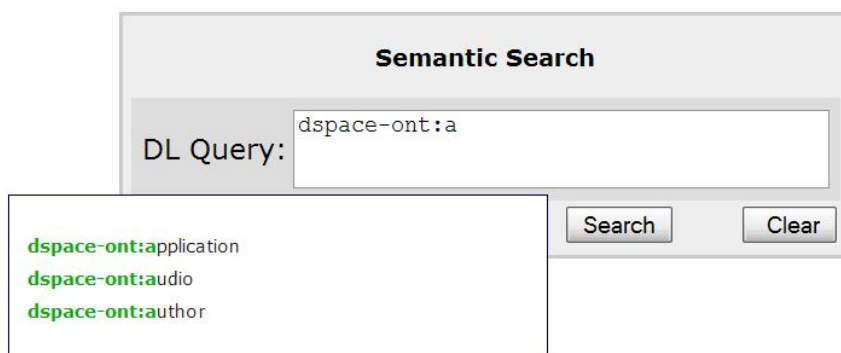 Semantic Search
DL Query:
dspace-ont:a
Search
Clear
dspace-ont:application
dspace-ont:audio
dspace-ont:author